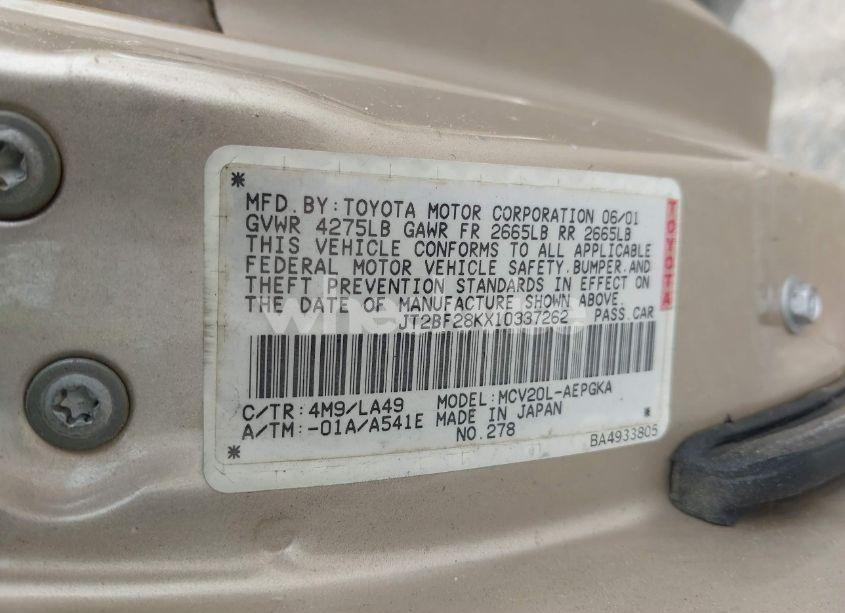 MFD. BY: TOYOTA MOTOR CORPORATION 06/01
GVWR 4275LB GAWR FR 2665LB RR 2665LB
THIS VEHICLE CONFORMS TO ALL APPLICABLE
FEDERAL MOTOR VEHICLE SAFETY, BUMPER, AND
THEFT PREVENTION STANDARDS IN EFFECT ON
THE DATE OF MANUFACTURE SHOWN ABOVE.
JT2BF28KX10337262 PASS.CAR
C/TR: 4M9/LA49 MODEL: MCV20L-AEPGKA
A/TM: -01A/A541E MADE IN JAPAN
NO.278
BA4933805
TOYOTA